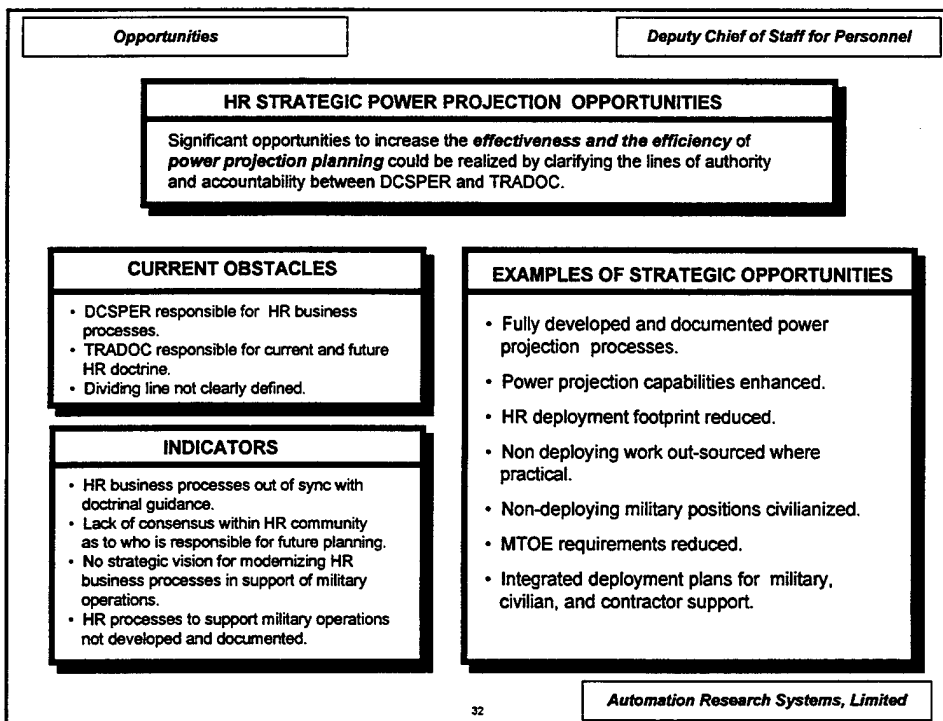 Opportunities
Deputy Chief of Staff for Personnel
HR STRATEGIC POWER PROJECTION OPPORTUNITIES
Significant opportunities to increase the effectiveness and the efficiency of
power projection planning could be realized by clarifying the lines of authority
and accountability between DCSPER and TRADOC.
CURRENT OBSTACLES
• DCSPER responsible for HR business
processes.
• TRADOC responsible for current and future
HR doctrine.
• Dividing line not clearly defined.
INDICATORS
• HR business processes out of sync with
doctrinal guidance.
• Lack of consensus within HR community
as to who is responsible for future planning.
• No strategic vision for modernizing HR
business processes in support of military
operations.
• HR processes to support military operations
not developed and documented.
EXAMPLES OF STRATEGIC OPPORTUNITIES
• Fully developed and documented power
projection processes.
• Power projection capabilities enhanced.
• HR deployment footprint reduced.
• Non deploying work out-sourced where
practical.
• Non-deploying military positions civilianized.
• MTOE requirements reduced.
• Integrated deployment plans for military,
civilian, and contractor support.
32
Automation Research Systems, Limited